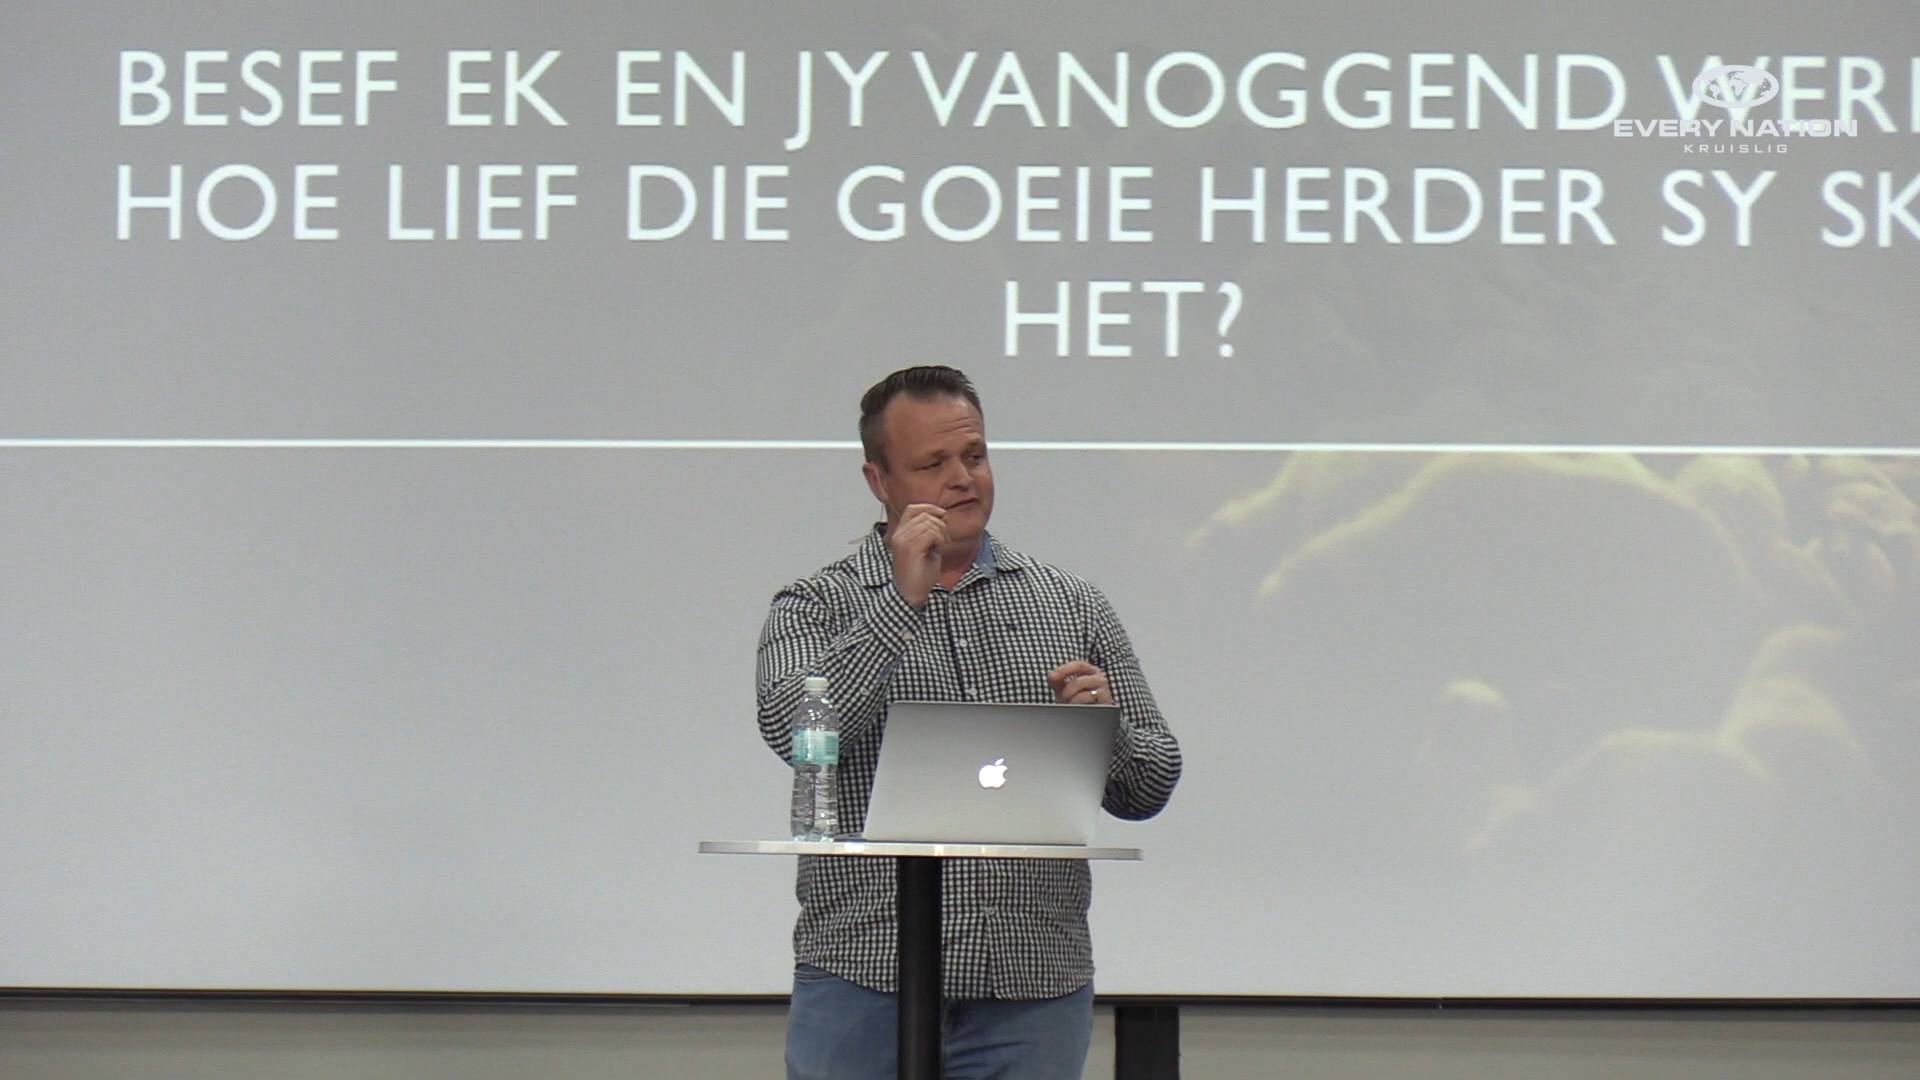 BESEF EK EN JY VANOGGEND
HOE LIEF DIE GOEIE HERDER SY
HET?
EVERY NATION
KRUISLIG